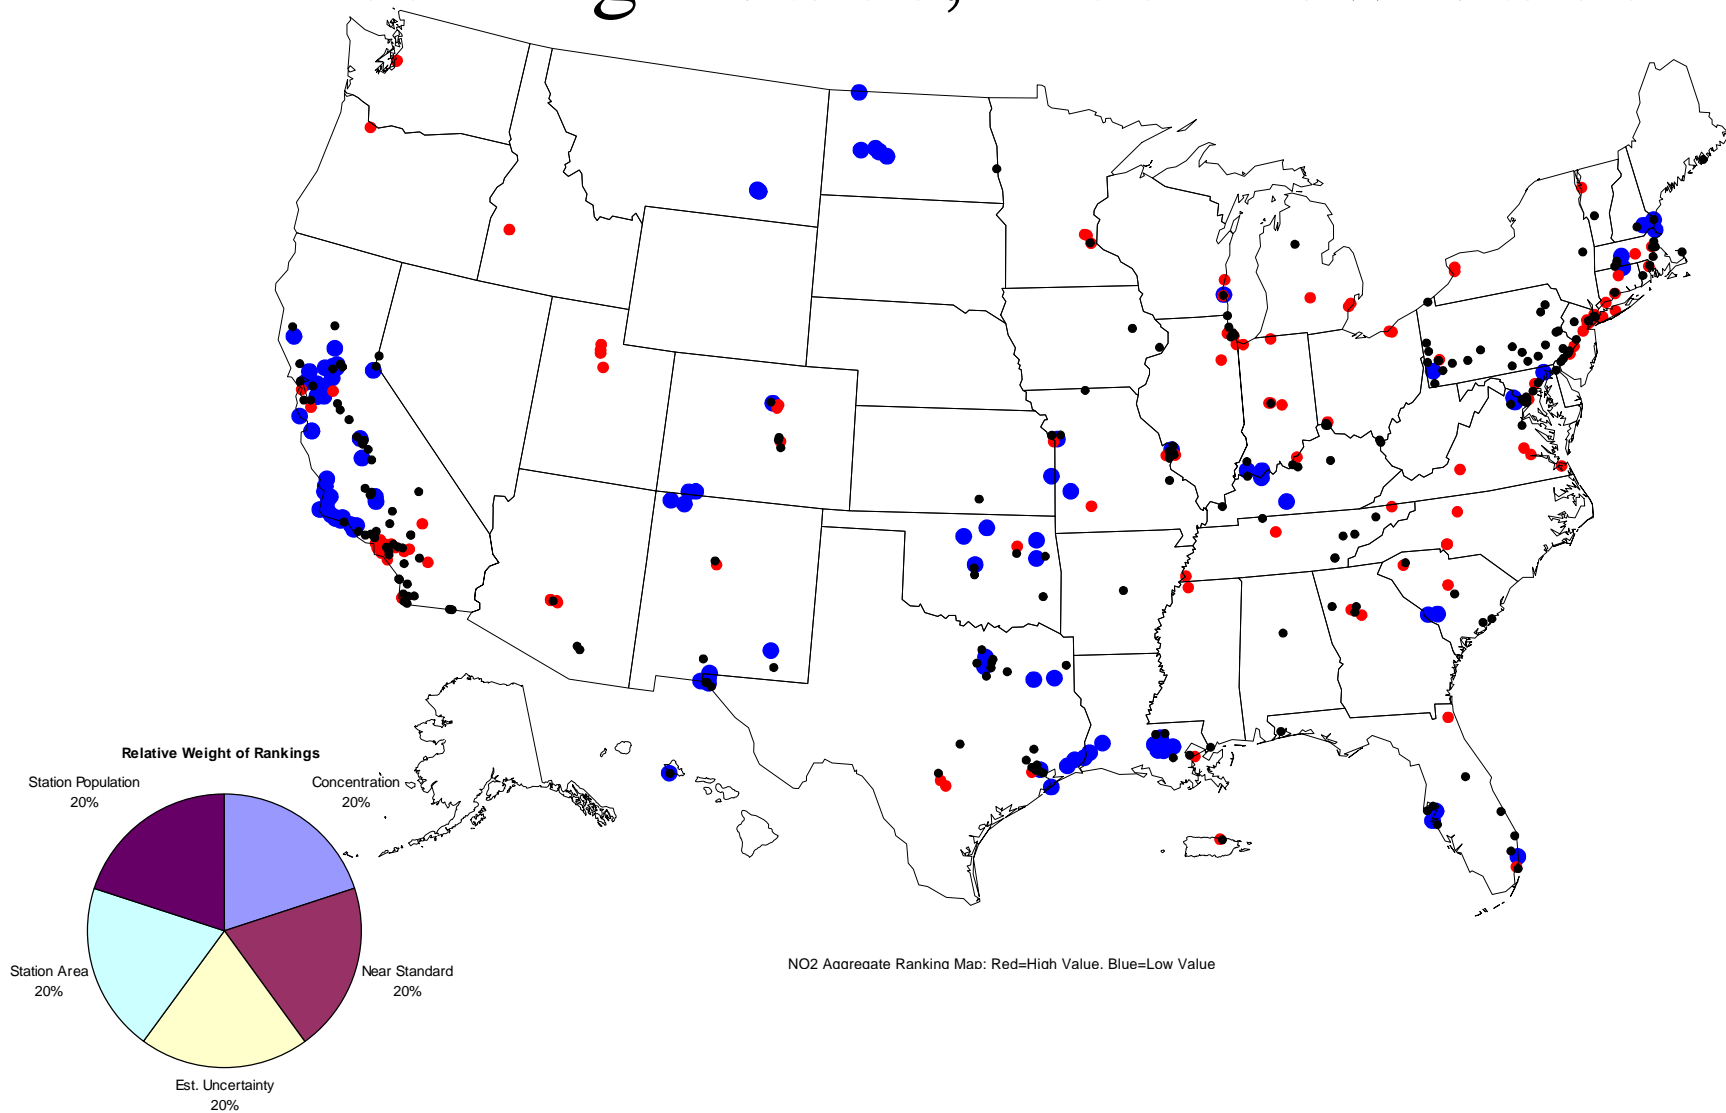 Relative Weight of Rankings
Station Population
20%
Concentration
20%
Station Area
20%
Near Standard
20%
Est. Uncertainty
20%
NO2 Aggregate Ranking Map: Red=High Value, Blue=Low Value